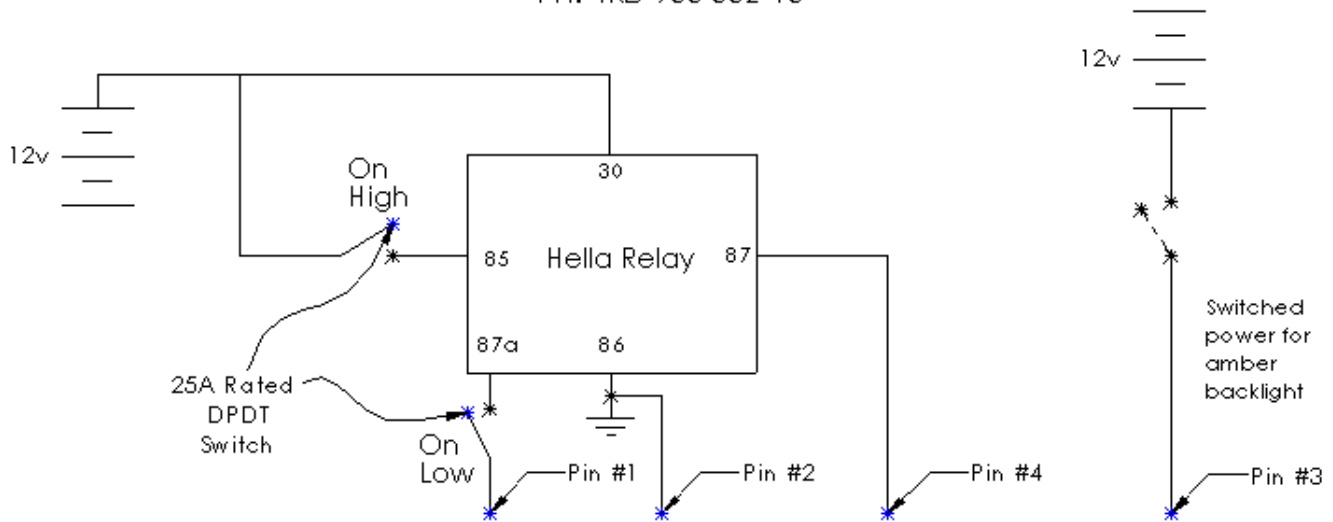 12v
12v
On
High
30
85
Hella Relay
87
87a
86
25A Rated
DPDT
Switch
On
Low
Switched
power for
amber
backlight
Pin #1
Pin #2
Pin #4
Pin #3